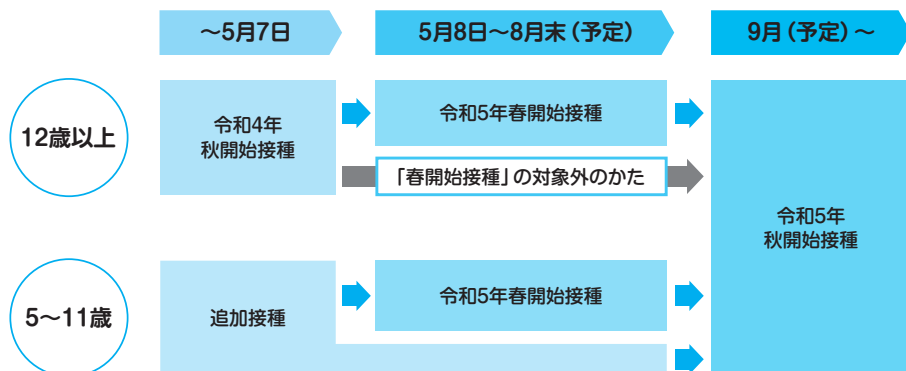 ～5月7日
5月8日～8月末（予定）
9月（予定）～
12歳以上
令和4年
秋開始接種
令和5年春開始接種
「春開始接種」の対象外のかた
令和5年
秋開始接種
5～11歳
追加接種
令和5年春開始接種